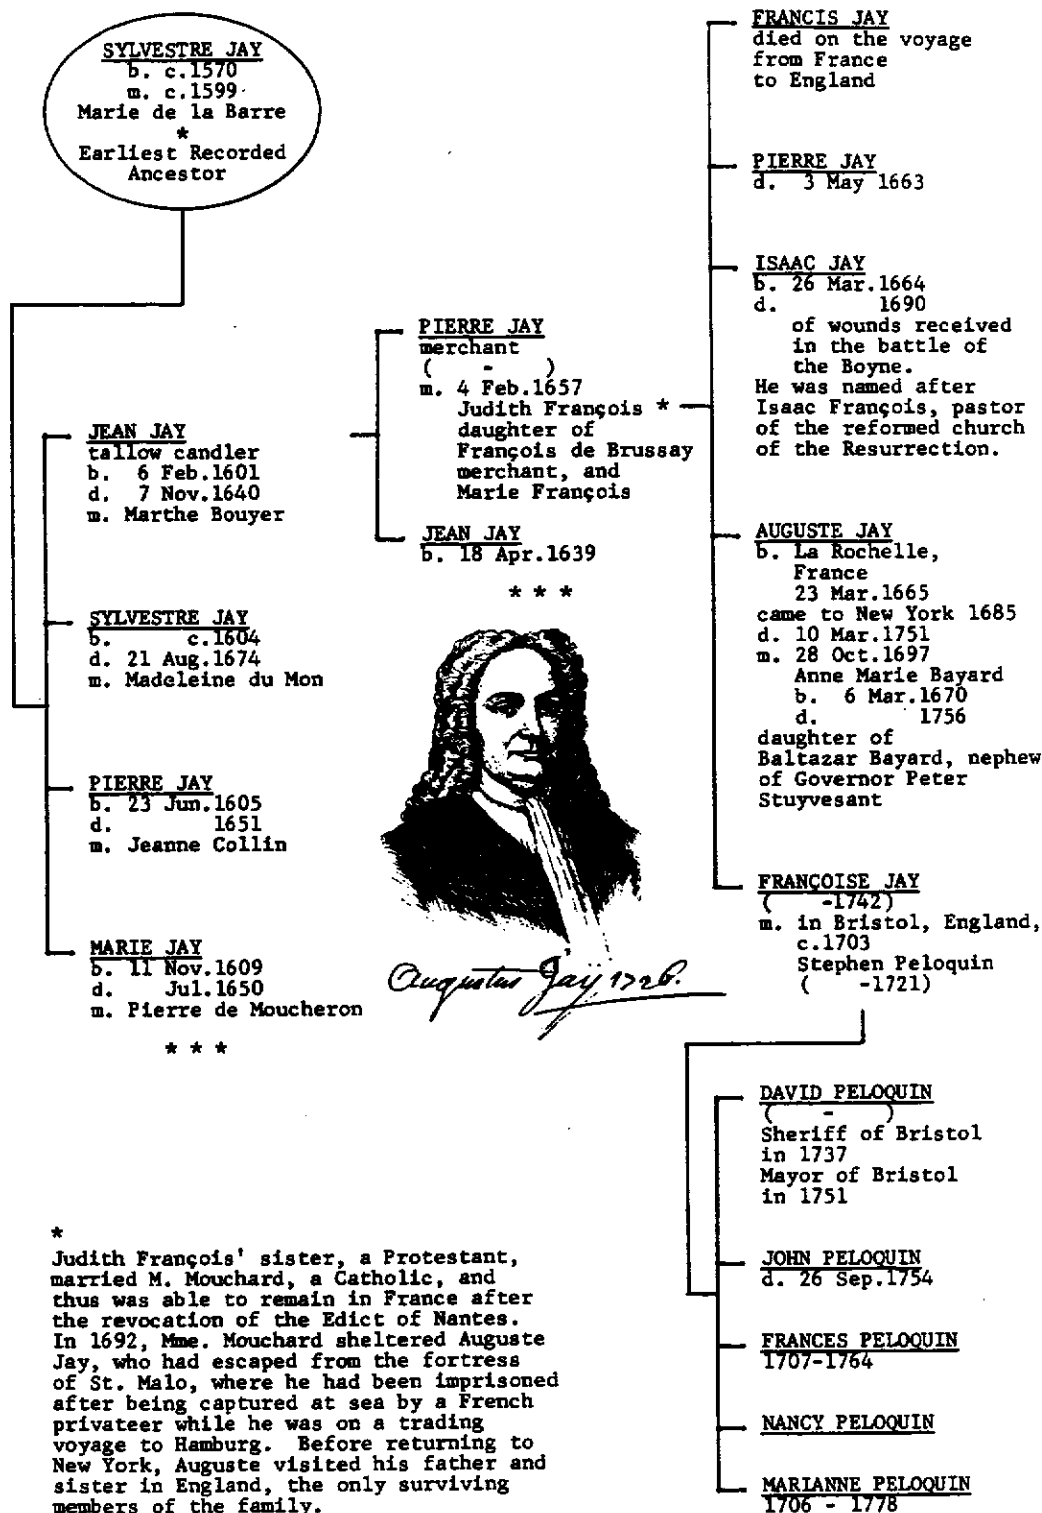 SYLVESTRE JAY
b. c.1570
m. c.1599
Marie de la Barre
*
Earliest Recorded
Ancestor
JEAN JAY
tallow candler
b. 6 Feb.1601
d. 7 Nov.1640
m. Marthe Bouyer
SYLVESTRE JAY
b. c.1604
d. 21 Aug.1674
m. Madeleine du Mon
PIERRE JAY
b. 23 Jun.1605
d. 1651
m. Jeanne Collin
MARIE JAY
b. 11 Nov.1609
d. Jul.1650
m. Pierre de Moucheron
* * *
PIERRE JAY
merchant
( - )
m. 4 Feb.1657
Judith François *
daughter of
François de Brussay
merchant, and
Marie François
JEAN JAY
b. 18 Apr.1639
* * *
Augustus Jay 1726.
FRANCIS JAY
died on the voyage
from France
to England
PIERRE JAY
d. 3 May 1663
ISAAC JAY
b. 26 Mar.1664
d. 1690
of wounds received
in the battle of
the Boyne.
He was named after
Isaac François, pastor
of the reformed church
of the Resurrection.
AUGUSTE JAY
b. La Rochelle,
France
23 Mar.1665
came to New York 1685
d. 10 Mar.1751
m. 28 Oct.1697
Anne Marie Bayard
b. 6 Mar.1670
d. 1756
daughter of
Baltazar Bayard, nephew
of Governor Peter
Stuyvesant
FRANÇOISE JAY
( -1742)
m. in Bristol, England,
c.1703
Stephen Peloquin
( -1721)
DAVID PELOQUIN
( - )
Sheriff of Bristol
in 1737
Mayor of Bristol
in 1751
JOHN PELOQUIN
d. 26 Sep.1754
FRANCES PELOQUIN
1707-1764
NANCY PELOQUIN
MARIANNE PELOQUIN
1706 - 1778
*
Judith François' sister, a Protestant,
married M. Mouchard, a Catholic, and
thus was able to remain in France after
the revocation of the Edict of Nantes.
In 1692, Mme. Mouchard sheltered Auguste
Jay, who had escaped from the fortress
of St. Malo, where he had been imprisoned
after being captured at sea by a French
privateer while he was on a trading
voyage to Hamburg. Before returning to
New York, Auguste visited his father and
sister in England, the only surviving
members of the family.